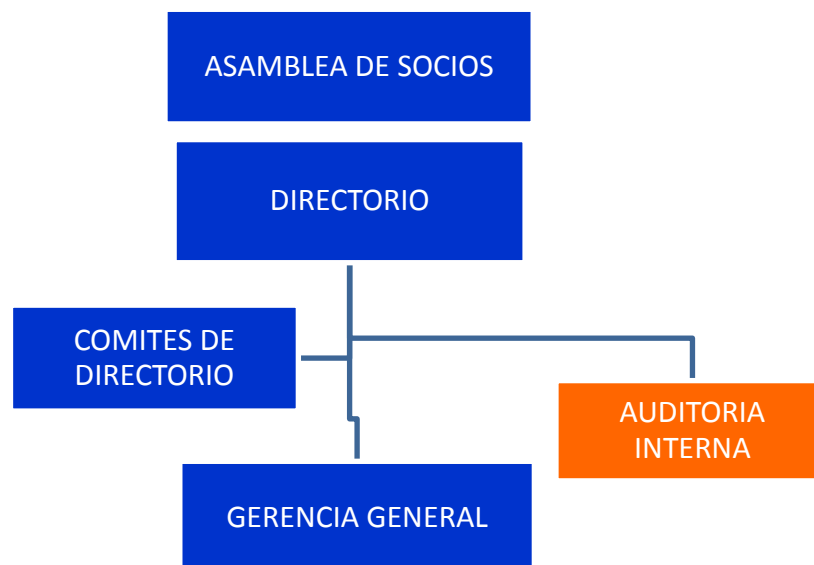 ASAMBLEA DE SOCIOS
DIRECTORIO
COMITES DE
DIRECTORIO
AUDITORIA
INTERNA
GERENCIA GENERAL